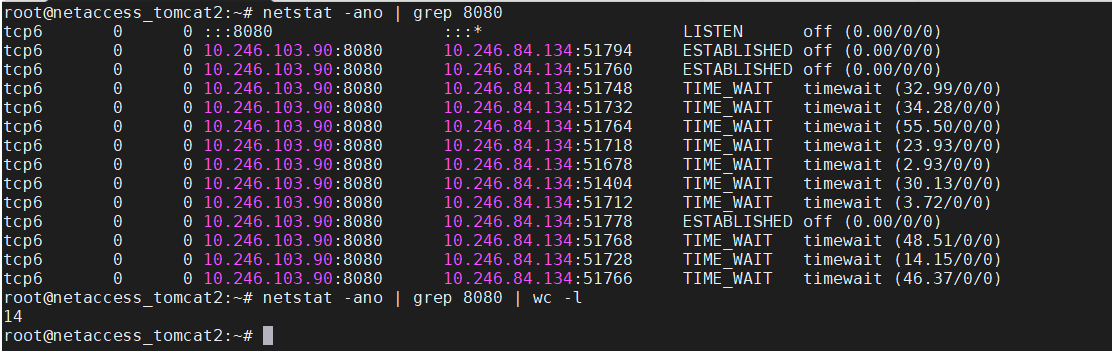 root@netaccess_tomcat2:~# netstat -ano | grep 8080
tcp6       0      0 :::8080                 :::*                    LISTEN      off (0.00/0/0)
tcp6       0      0 10.246.103.90:8080      10.246.84.134:51794     ESTABLISHED off (0.00/0/0)
tcp6       0      0 10.246.103.90:8080      10.246.84.134:51760     ESTABLISHED off (0.00/0/0)
tcp6       0      0 10.246.103.90:8080      10.246.84.134:51748     TIME_WAIT   timewait (32.99/0/0)
tcp6       0      0 10.246.103.90:8080      10.246.84.134:51732     TIME_WAIT   timewait (34.28/0/0)
tcp6       0      0 10.246.103.90:8080      10.246.84.134:51764     TIME_WAIT   timewait (55.50/0/0)
tcp6       0      0 10.246.103.90:8080      10.246.84.134:51718     TIME_WAIT   timewait (23.93/0/0)
tcp6       0      0 10.246.103.90:8080      10.246.84.134:51678     TIME_WAIT   timewait (2.93/0/0)
tcp6       0      0 10.246.103.90:8080      10.246.84.134:51404     TIME_WAIT   timewait (30.13/0/0)
tcp6       0      0 10.246.103.90:8080      10.246.84.134:51712     TIME_WAIT   timewait (3.72/0/0)
tcp6       0      0 10.246.103.90:8080      10.246.84.134:51778     ESTABLISHED off (0.00/0/0)
tcp6       0      0 10.246.103.90:8080      10.246.84.134:51768     TIME_WAIT   timewait (48.51/0/0)
tcp6       0      0 10.246.103.90:8080      10.246.84.134:51728     TIME_WAIT   timewait (14.15/0/0)
tcp6       0      0 10.246.103.90:8080      10.246.84.134:51766     TIME_WAIT   timewait (46.37/0/0)
root@netaccess_tomcat2:~# netstat -ano | grep 8080 | wc -l
14
root@netaccess_tomcat2:~#